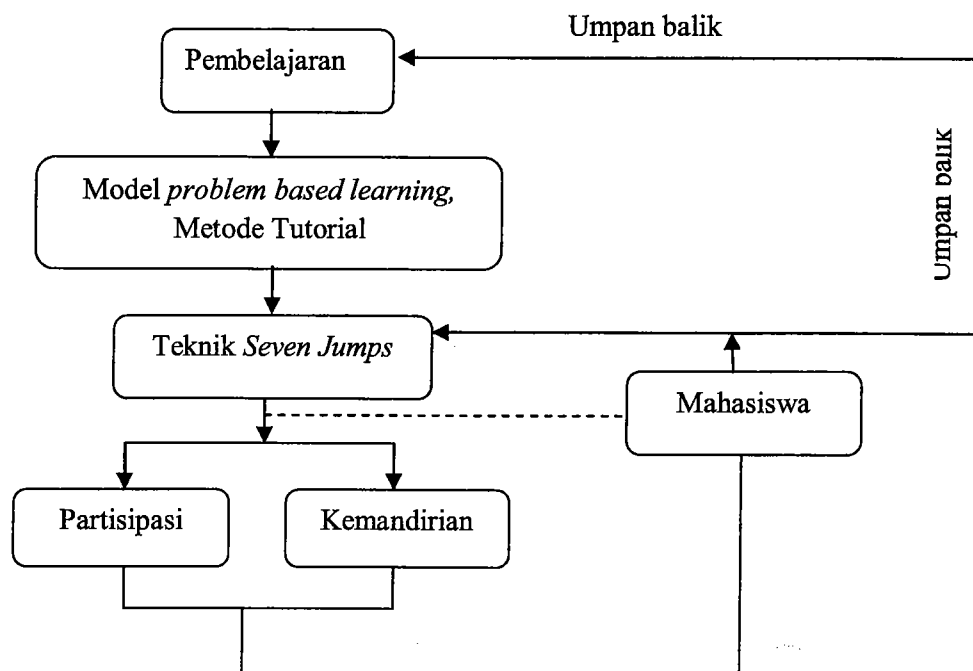 Umpan balik
Pembelajaran
Umpan balik
Model problem based learning,
Metode Tutorial
Teknik Seven Jumps
Mahasiswa
Partisipasi
Kemandirian